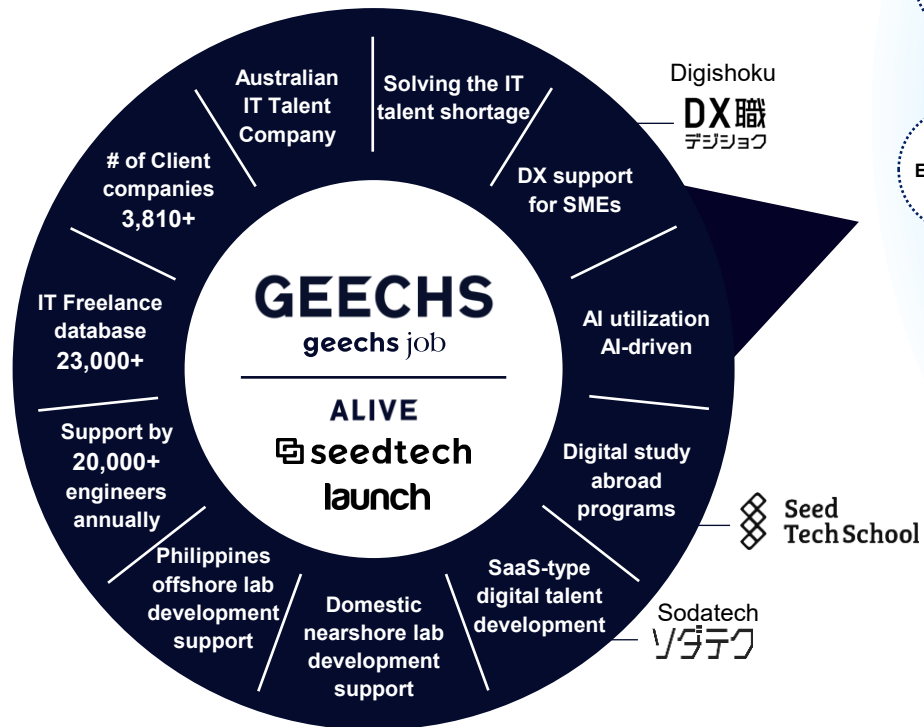 Australian
IT Talent
Company
Solving the IT
talent shortage
DX support
for SMEs
AI utilization
AI-driven
Digital study
abroad
programs
SaaS-type
digital talent
development
Domestic
nearshore lab
development
support
Philippines
offshore lab
development
support
Support by
20,000+
engineers
annually
IT Freelance
database
23,000+
# of Client
companies
3,810+
GEECHS
geechs job
ALIVE
seedtech
launch
Digishoku
DX職
デジショク
Seed
Tech School
Sodatech
ソダテク
E